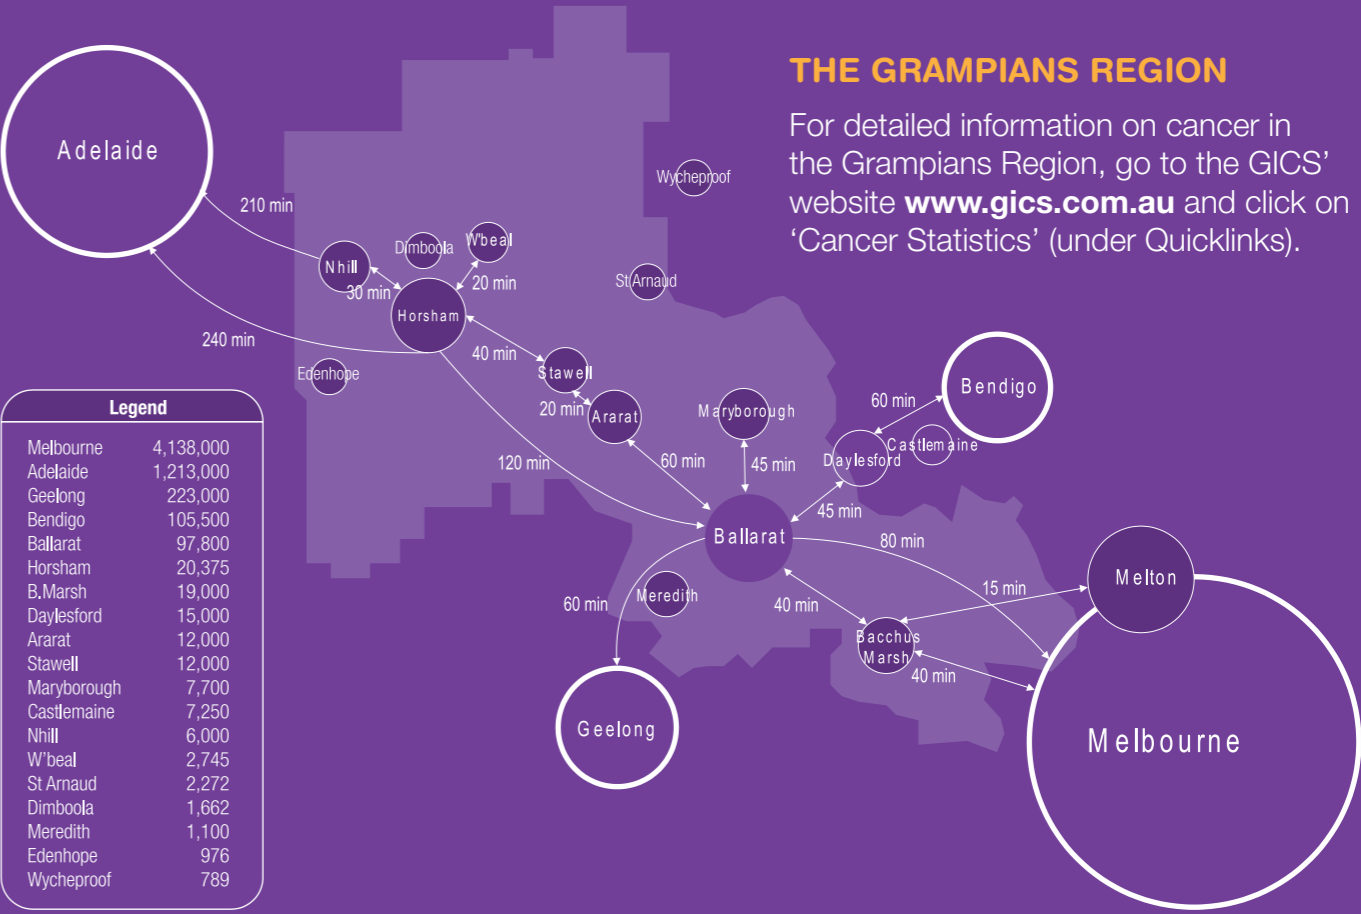 THE GRAMPIANS REGION
For detailed information on cancer in
the Grampians Region, go to the GICS’
website www.gics.com.au and click on
‘Cancer Statistics’ (under Quicklinks).
Adelaide
Wycheproof
210 min
Dimboola
W'beal
Nhill
30 min
20 min
St Arnaud
Horsham
240 min
40 min
Edenhope
Stawell
20 min
Ararat
Maryborough
60 min
Bendigo
Castlemaine
Daylesford
120 min
60 min
45 min
45 min
Ballarat
80 min
Melton
15 min
60 min
Meredith
40 min
Bacchus
Marsh
40 min
Geelong
Melbourne
Legend
Melbourne 4,138,000
Adelaide 1,213,000
Geelong 223,000
Bendigo 105,500
Ballarat 97,800
Horsham 20,375
B.Marsh 19,000
Daylesford 15,000
Ararat 12,000
Stawell 12,000
Maryborough 7,700
Castlemaine 7,250
Nhill 6,000
W’beal 2,745
St Arnaud 2,272
Dimboola 1,662
Meredith 1,100
Edenhope 976
Wycheproof 789